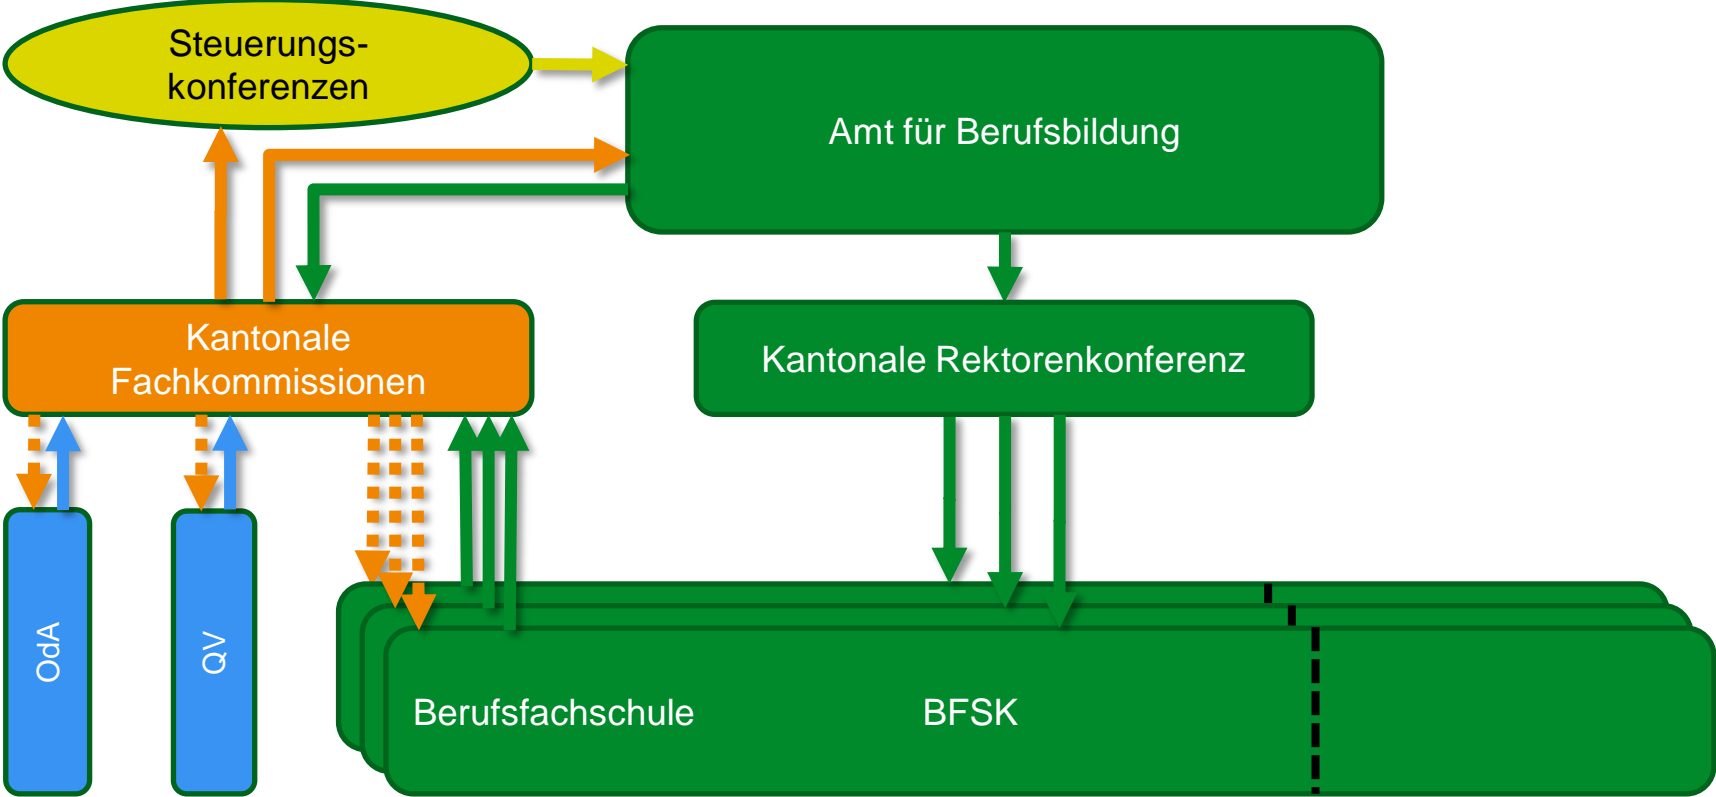 Steuerungs-
konferenzen
Amt für Berufsbildung
Kantonale
Fachkommissionen
Kantonale Rektorenkonferenz
OdA
QV
Berufsfachschule
BFSK